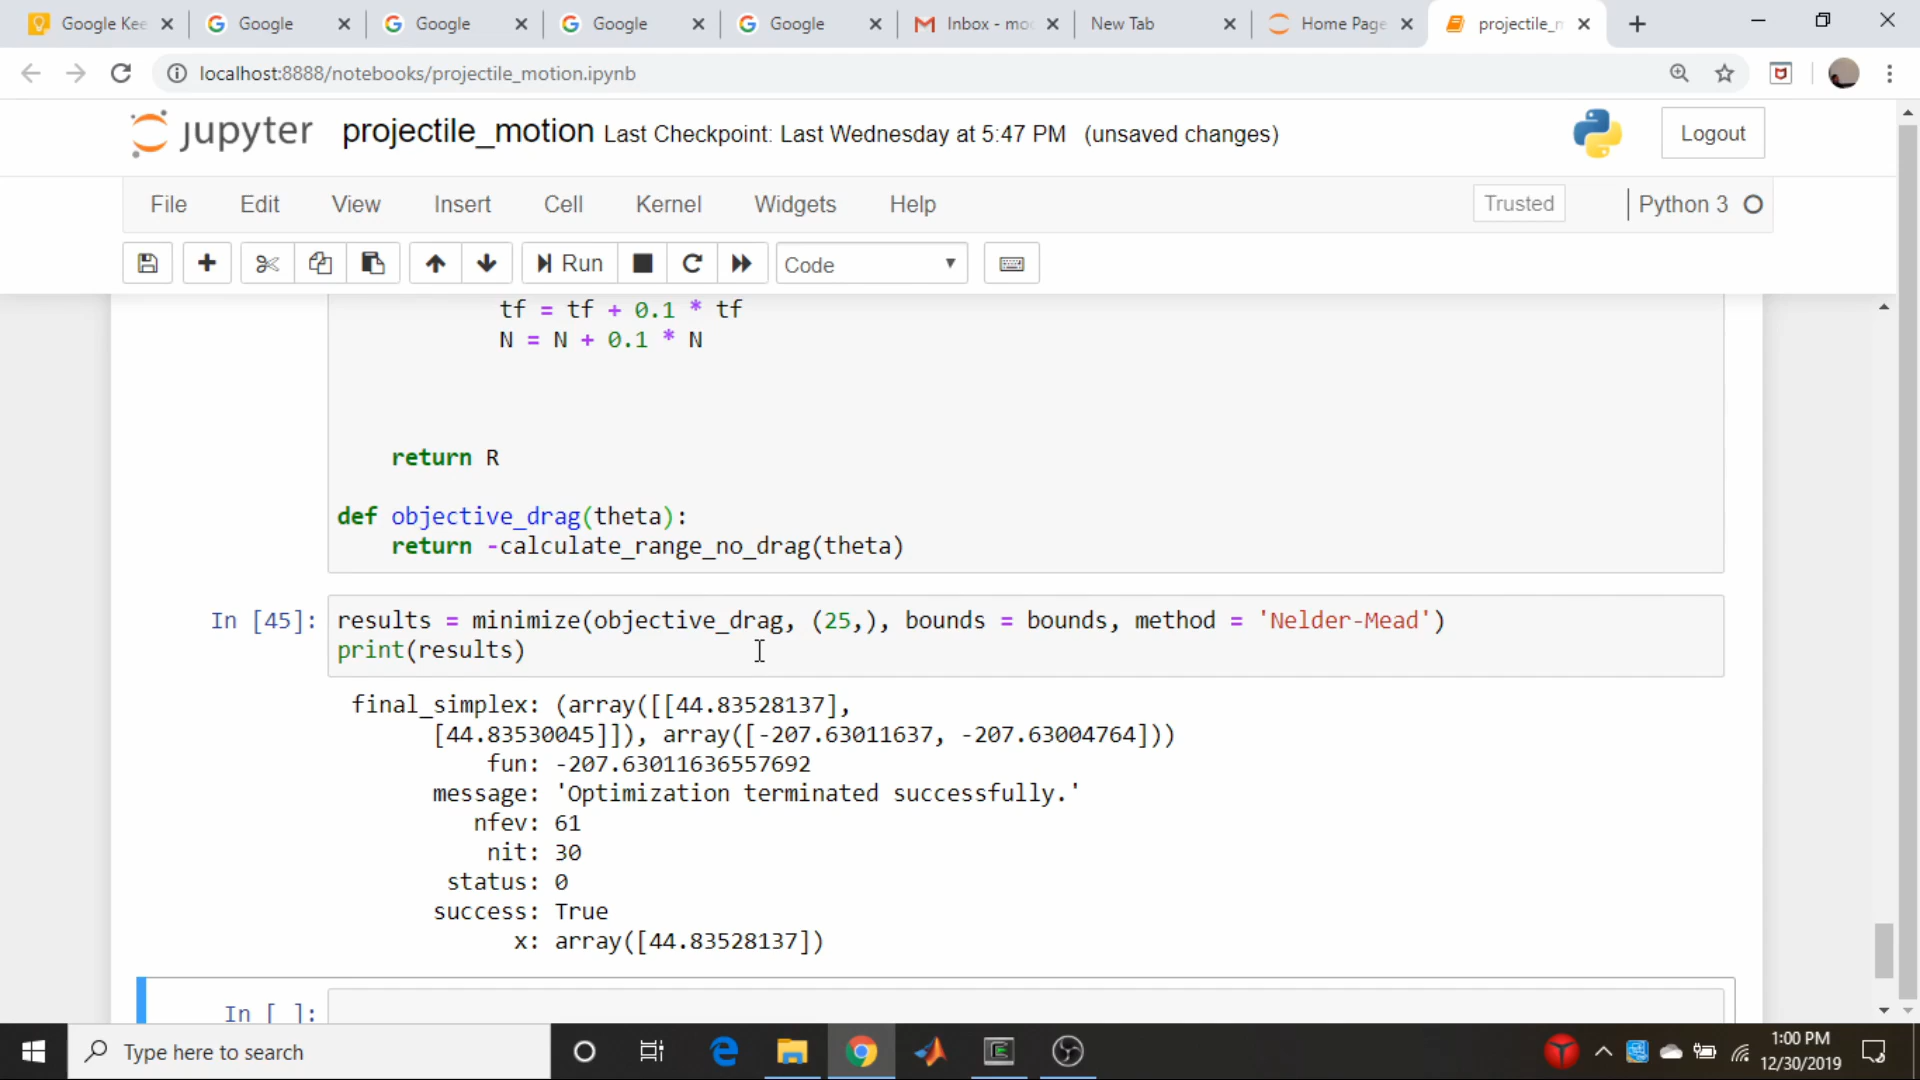 Google Kee
Google
Google
Google
Google
Inbox - mo
New Tab
Home Page
projectile_m
localhost:8888/notebooks/projectile_motion.ipynb
jupyter projectile_motion Last Checkpoint: Last Wednesday at 5:47 PM (unsaved changes)
Logout
File Edit View Insert Cell Kernel Widgets Help
Trusted
Python 3
Run
Code
tf = tf + 0.1 * tf
N = N + 0.1 * N
return R
def objective_drag(theta):
return -calculate_range_no_drag(theta)
In [45]:
results = minimize(objective_drag, (25,), bounds = bounds, method = 'Nelder-Mead')
print(results)
final_simplex: (array([[44.83528137],
[44.83530045]]), array([-207.63011637, -207.63004764]))
fun: -207.63011636557692
message: 'Optimization terminated successfully.'
nfev: 61
nit: 30
status: 0
success: True
x: array([44.83528137])
In [ ]:
Type here to search
1:00 PM
12/30/2019